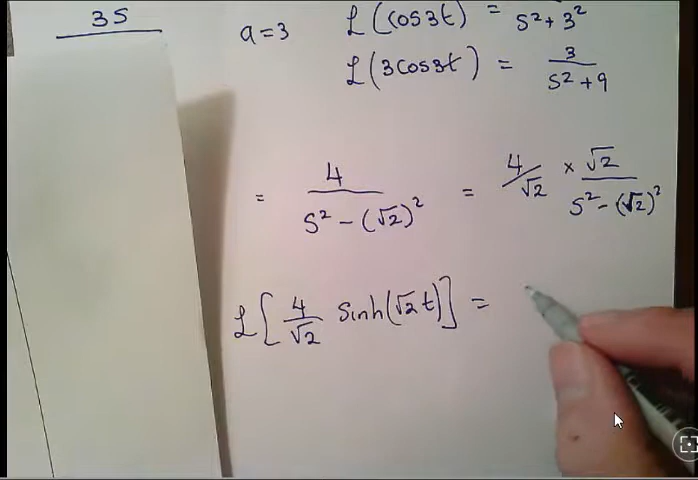 3S
a = 3 L(cos3t) = S² + 3²
L(3cos3t) = 3/(S² + 9)
= 4/(S² - (√2)²) = 4/√2 × √2/(S² - (√2)²)
L[4/√2 sinh(√2t)] =